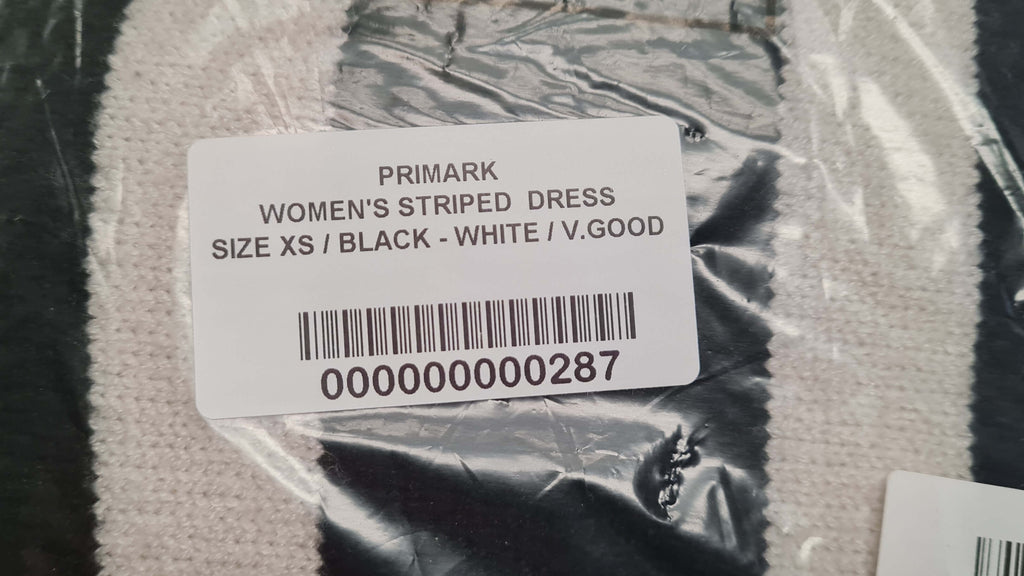 PRIMARK
WOMEN'S STRIPED DRESS
SIZE XS / BLACK - WHITE / V.GOOD
000000000287